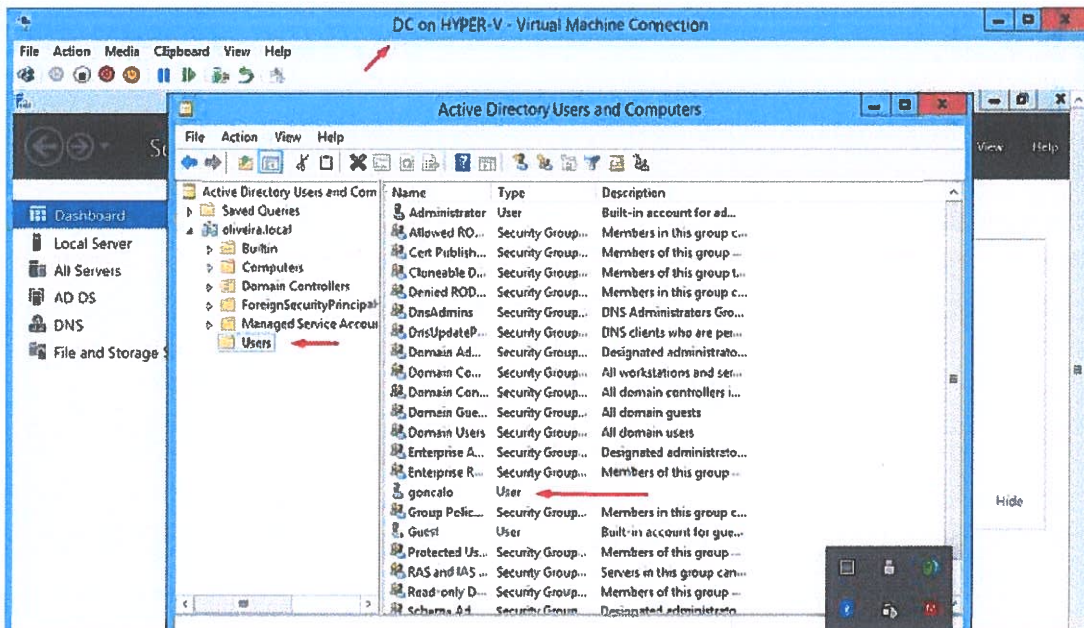 DC on HYPER-V - Virtual Machine Connection
File Action Media Clipboard View Help
Active Directory Users and Computers
File Action View Help
View Help
Active Directory Users and Com
Saved Queries
oliveira.local
Builtin
Computers
Domain Controllers
ForeignSecurityPrincipal
Managed Service Accou
Users
Dashboard
Local Server
All Servers
AD DS
DNS
File and Storage S
Name Type Description
Administrator User Built-in account for ad...
Allowed RO... Security Group... Members in this group c...
Cert Publish... Security Group... Members of this group ...
Cloneable D... Security Group... Members of this group t...
Denied ROD... Security Group... Members in this group c...
DnsAdmins Security Group... DNS Administrators Gro...
DnsUpdateP... Security Group... DNS clients who are per...
Domain Ad... Security Group... Designated administrato...
Domain Co... Security Group... All workstations and ser...
Domain Con... Security Group... All domain controllers i...
Domain Gue... Security Group... All domain guests
Domain Users Security Group... All domain users
Enterprise A... Security Group... Designated administrato...
Enterprise R... Security Group... Members of this group ...
goncalo User
Group Polic... Security Group... Members in this group c...
Guest User Built-in account for gue...
Protected Us... Security Group... Members of this group ...
RAS and IAS ... Security Group... Servers in this group can...
Read-only D... Security Group... Members of this group ...
Schema Ad Security Group Designated administrato
Hide